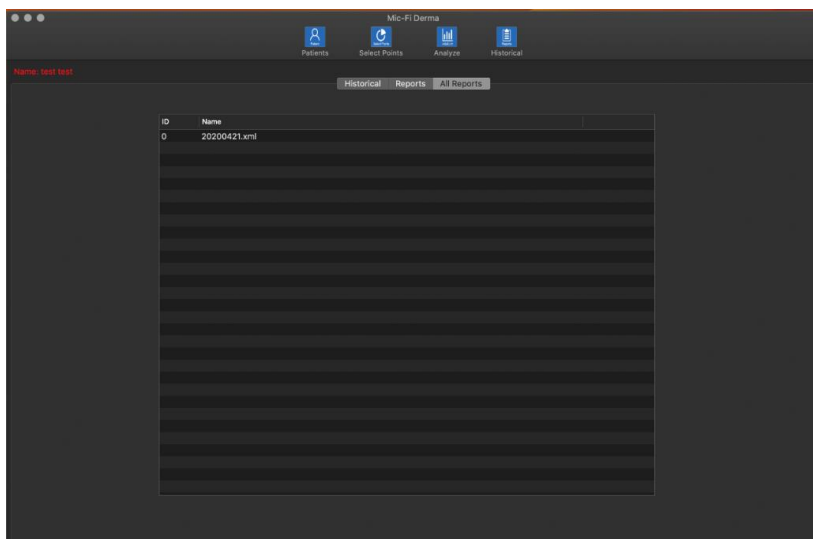 Mic-Fi Derma
Patients Select Points Analyze Historical
Name: test test
Historical Reports All Reports
ID Name
0 20200421.xml